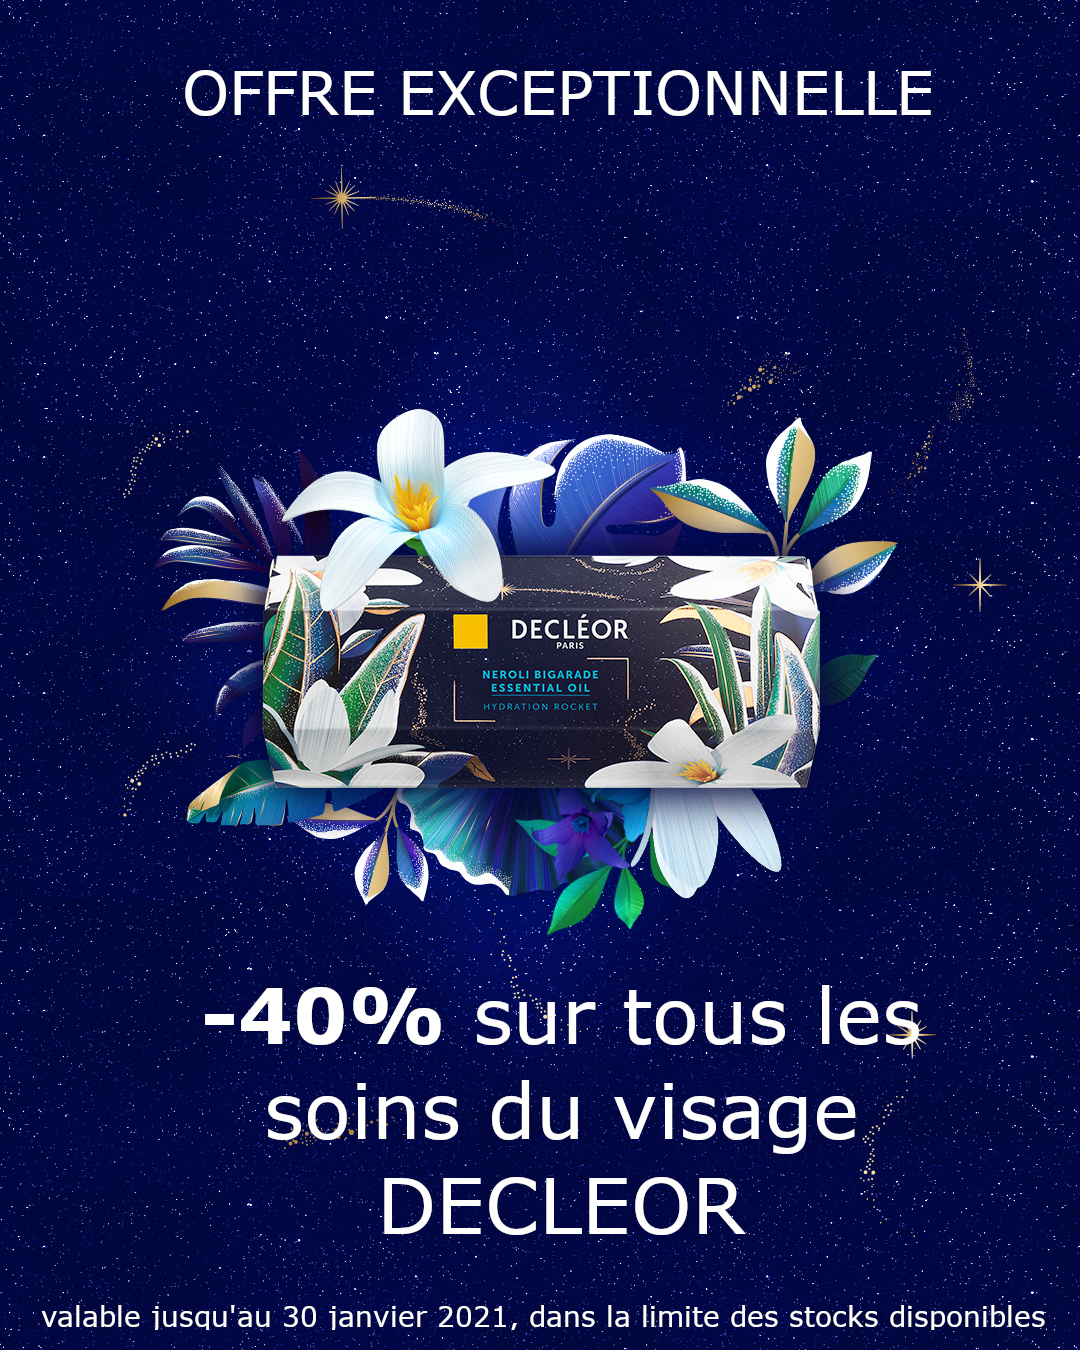 OFFRE EXCEPTIONNELLE
DECLÉOR
PARIS
NEROLI BIGARADE
ESSENTIAL OIL
HYDRATION ROCKET
-40% sur tous les
soins du visage
DECLEOR
valable jusqu'au 30 janvier 2021, dans la limite des stocks disponibles